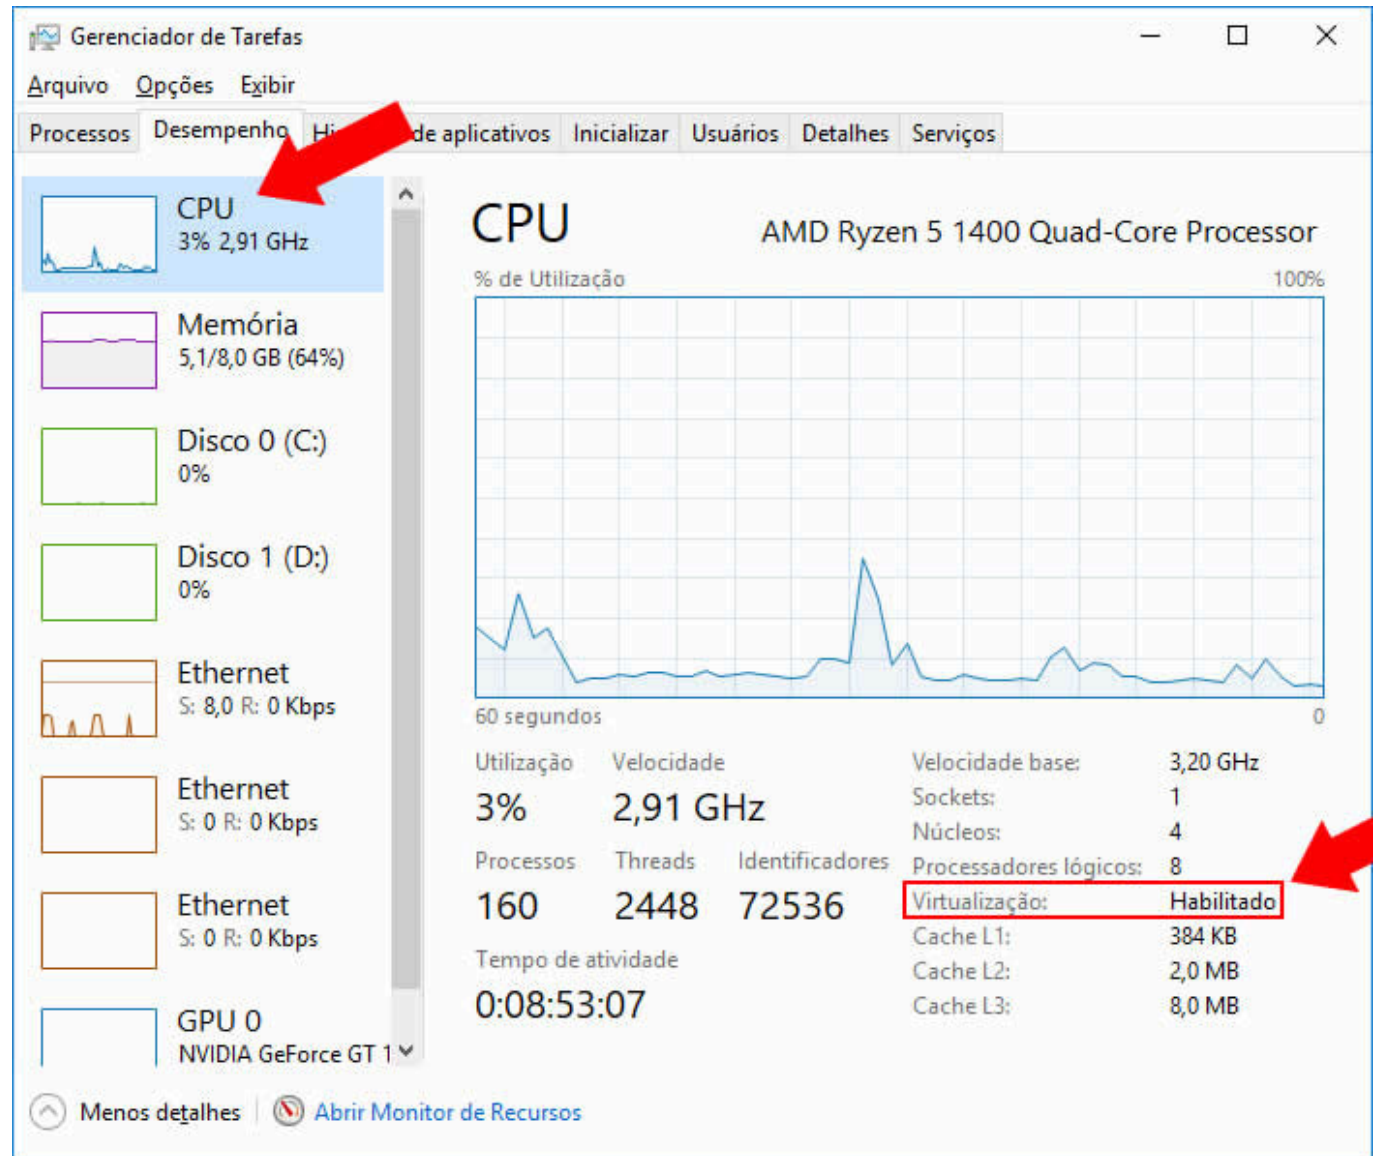 Gerenciador de Tarefas
Arquivo Opções Exibir
Processos Desempenho de aplicativos Inicializar Usuários Detalhes Serviços
CPU
3% 2,91 GHz
Memória
5,1/8,0 GB (64%)
Disco 0 (C:)
0%
Disco 1 (D:)
0%
Ethernet
S: 8,0 R: 0 Kbps
Ethernet
S: 0 R: 0 Kbps
Ethernet
S: 0 R: 0 Kbps
GPU 0
NVIDIA GeForce GT 1
CPU AMD Ryzen 5 1400 Quad-Core Processor
% de Utilização 100%
60 segundos 0
Utilização Velocidade
3% 2,91 GHz
Processos Threads Identificadores
160 2448 72536
Tempo de atividade
0:08:53:07
Velocidade base: 3,20 GHz
Sockets: 1
Núcleos: 4
Processadores lógicos: 8
Virtualização: Habilitado
Cache L1: 384 KB
Cache L2: 2,0 MB
Cache L3: 8,0 MB
Menos detalhes Abrir Monitor de Recursos